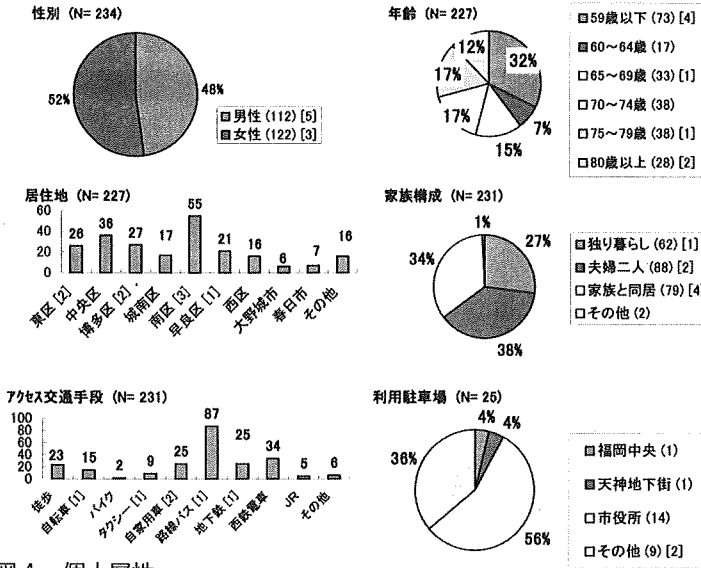 性別 (N= 234)
52%
48%
男性 (112) [5]
女性 (122) [3]
年齢 (N= 227)
12%
32%
17%
17%
15%
7%
59歳以下 (73) [4]
60～64歳 (17)
65～69歳 (33) [1]
70～74歳 (38)
75～79歳 (38) [1]
80歳以上 (28) [2]
居住地 (N= 227)
60
40
20
0
26 36 27 17 55 21 16 6 7 16
東区 [2] 中央区 博多区 [2] 城南区 南区 [3] 早良区 [1] 西区 大野城市 春日市 その他
家族構成 (N= 231)
1%
27%
34%
38%
独り暮らし (62) [1]
夫婦二人 (88) [2]
家族と同居 (79) [4]
その他 (2)
アクセス交通手段 (N= 231)
100
80
60
40
20
0
23 15 2 9 25 87 25 34 5 6
徒歩 自転車 [1] バイク タクシー [1] 自家用車 [2] 路線バス [1] 地下鉄 [1] 西鉄電車 JR その他
利用駐車場 (N= 25)
4% 4%
36%
56%
福岡中央 (1)
天神地下街 (1)
市役所 (14)
その他 (9) [2]
図4 個人属性